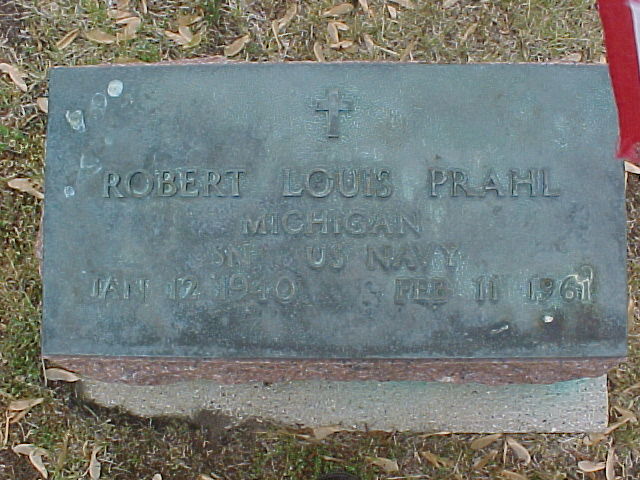 ROBERT LOUIS PRAHL
MICHIGAN
SN US NAVY
JAN 12 1940 FEB 11 1961